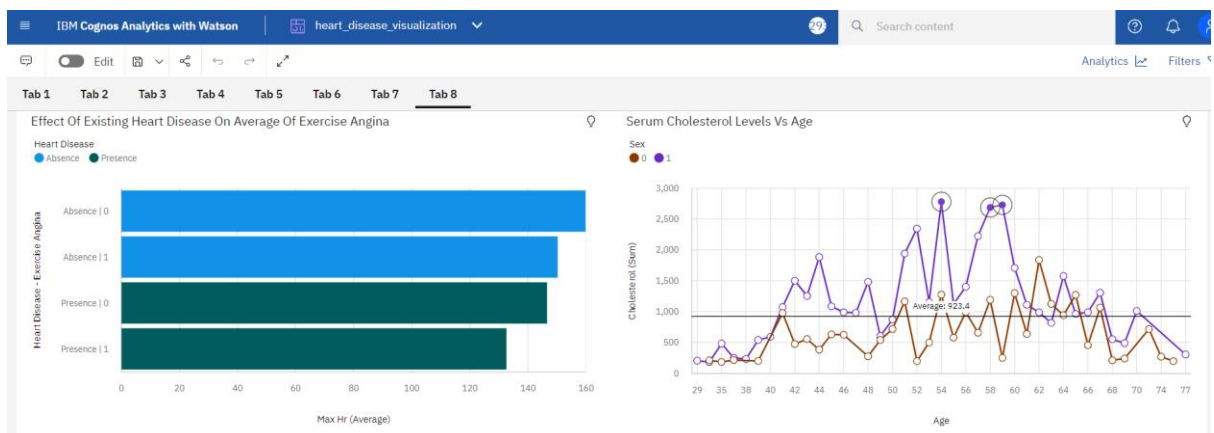 IBM Cognos Analytics with Watson
heart_disease_visualization
293
Search content
Edit
Analytics
Filters
Tab 1 Tab 2 Tab 3 Tab 4 Tab 5 Tab 6 Tab 7 Tab 8
Effect Of Existing Heart Disease On Average Of Exercise Angina
Heart Disease
Absence Presence
Heart Disease - Exercise Angina
Absence | 0
Absence | 1
Presence | 0
Presence | 1
0 20 40 60 80 100 120 140 160
Max Hr (Average)
Serum Cholesterol Levels Vs Age
Sex
0 1
Cholesterol (Sum)
3,000
2,500
2,000
1,500
1,000
500
0
Average: 923.4
29 35 38 40 42 44 46 48 50 52 54 56 58 60 62 64 66 68 70 74 77
Age